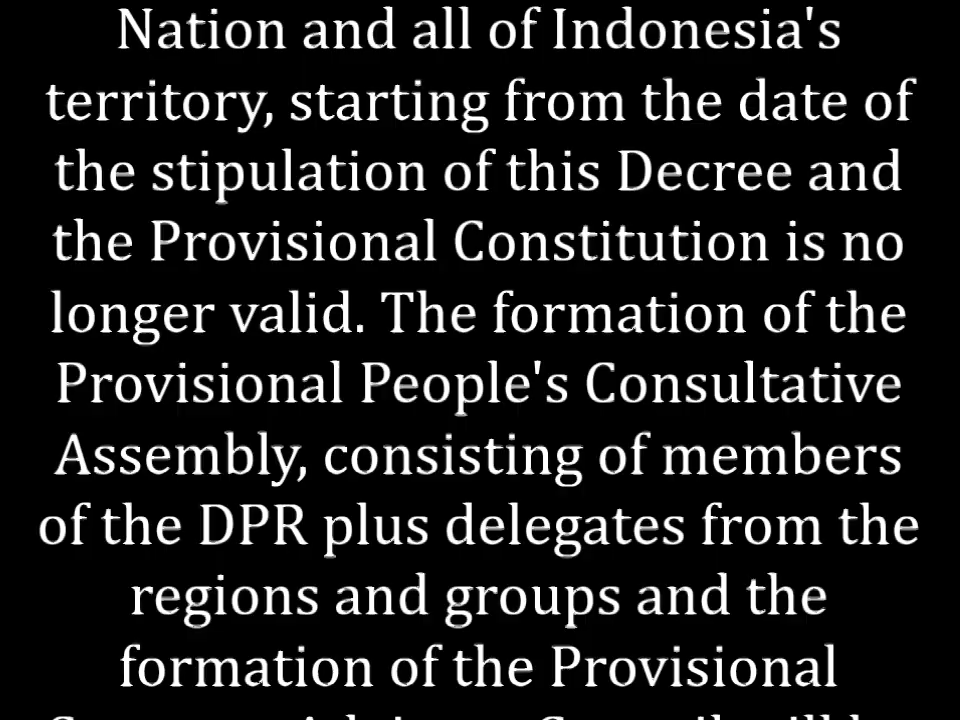 Nation and all of Indonesia's
territory, starting from the date of
the stipulation of this Decree and
the Provisional Constitution is no
longer valid. The formation of the
Provisional People's Consultative
Assembly, consisting of members
of the DPR plus delegates from the
regions and groups and the
formation of the Provisional